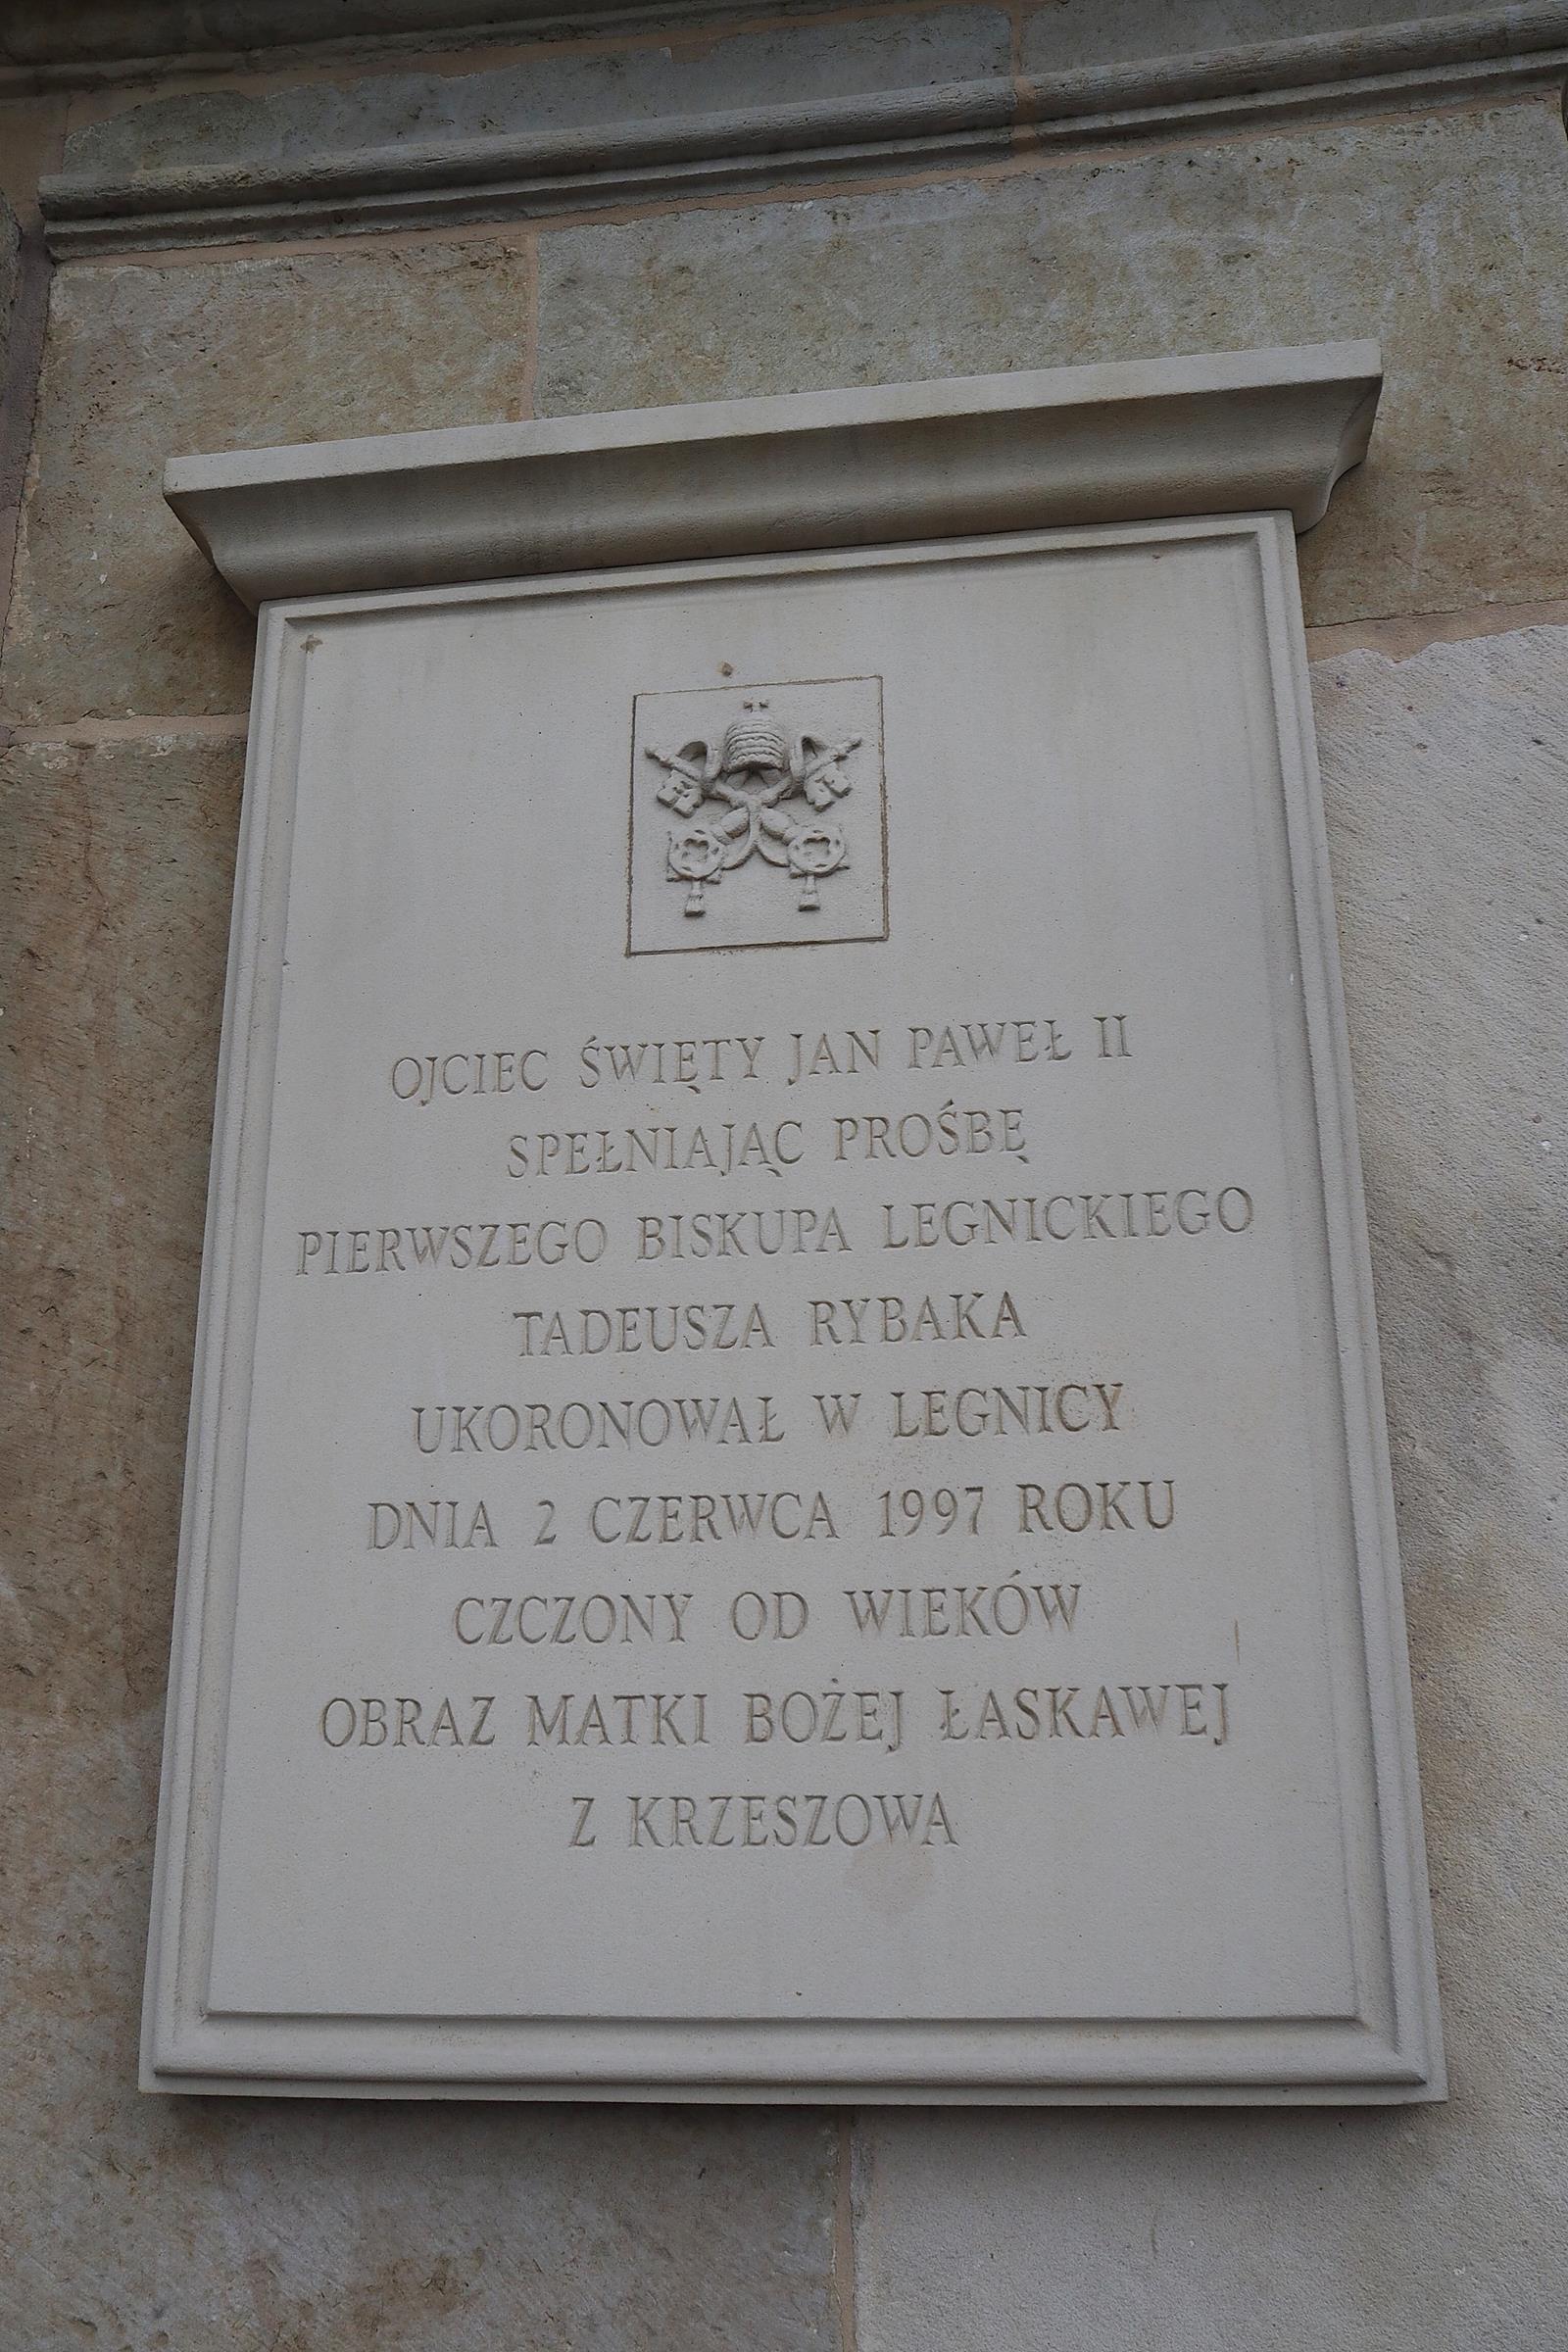 OJCIEC ŚWIĘTY JAN PAWEŁ II
SPEŁNIAJĄC PROŚBĘ
PIERWSZEGO BISKUPA LEGNICKIEGO
TADEUSZA RYBAKA
UKORONOWAŁ W LEGNICY
DNIA 2 CZERWCA 1997 ROKU
CZCZONY OD WIEKÓW
OBRAZ MATKI BOŻEJ ŁASKAWEJ
Z KRZESZOWA